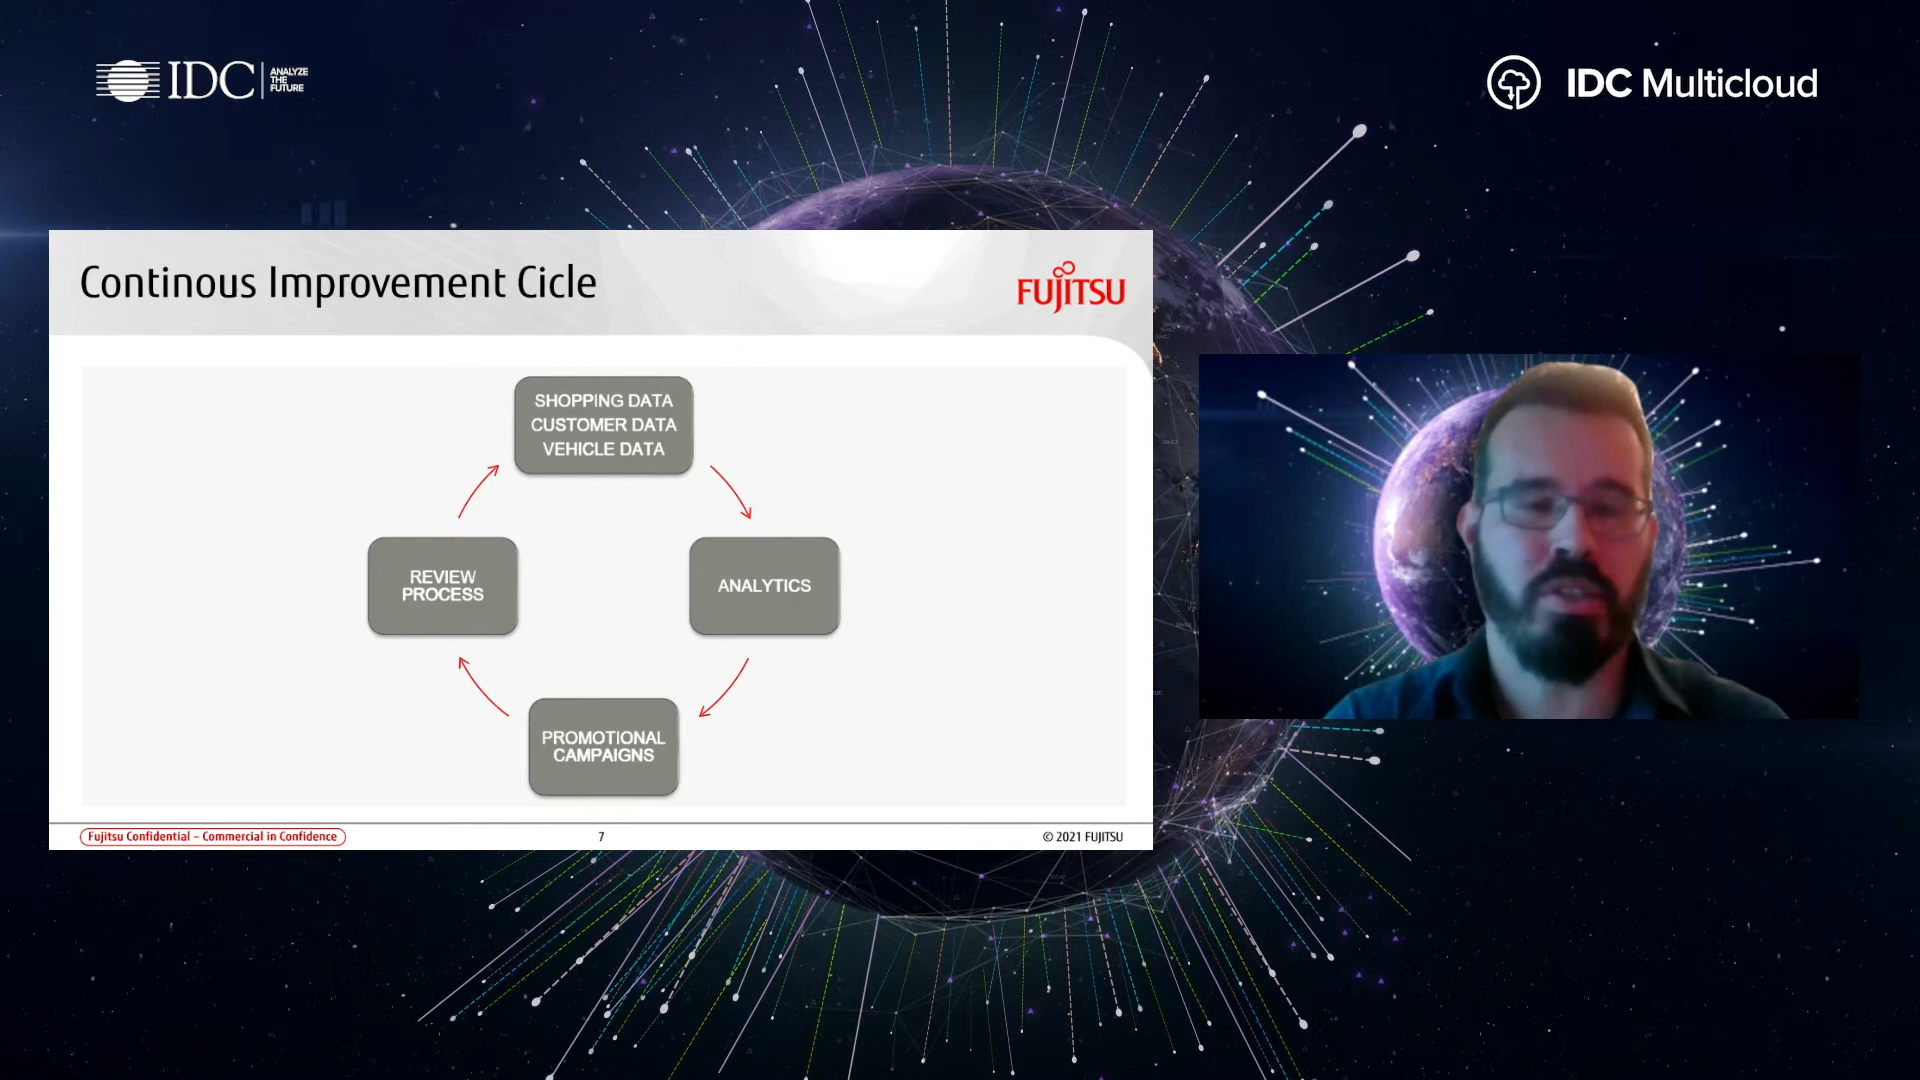 IDC
ANALYZE
THE
FUTURE
IDC Multicloud
Continous Improvement Cicle
FUJITSU
SHOPPING DATA
CUSTOMER DATA
VEHICLE DATA
REVIEW
PROCESS
ANALYTICS
PROMOTIONAL
CAMPAIGNS
Fujitsu Confidential – Commercial in Confidence
7
© 2021 FUJITSU